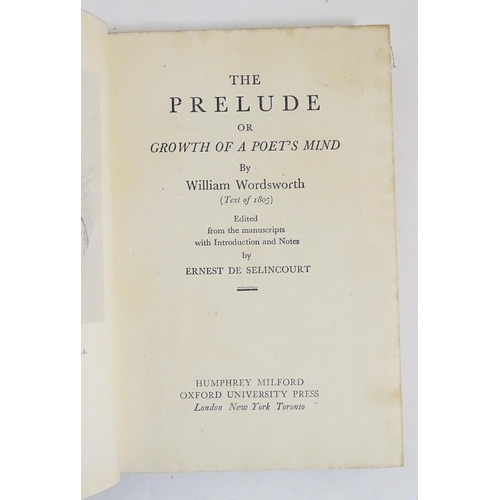 THE
PRELUDE
OR
GROWTH OF A POET'S MIND
By
William Wordsworth
(Text of 1805)
Edited
from the manuscripts
with Introduction and Notes
by
ERNEST DE SELINCOURT
HUMPHREY MILFORD
OXFORD UNIVERSITY PRESS
London New York Toronto